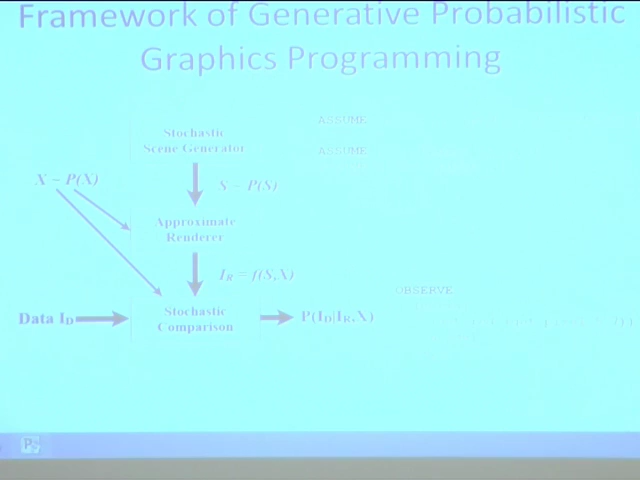 Framework of Generative Probabilistic
Graphics Programming
Stochastic
Scene Generator
ASSUME
ASSUME
X ~ P(X)
S ~ P(S)
Approximate
Renderer
I_R = f(S,X)
OBSERVE
Data I_D
Stochastic
Comparison
P(I_D|I_R,X)